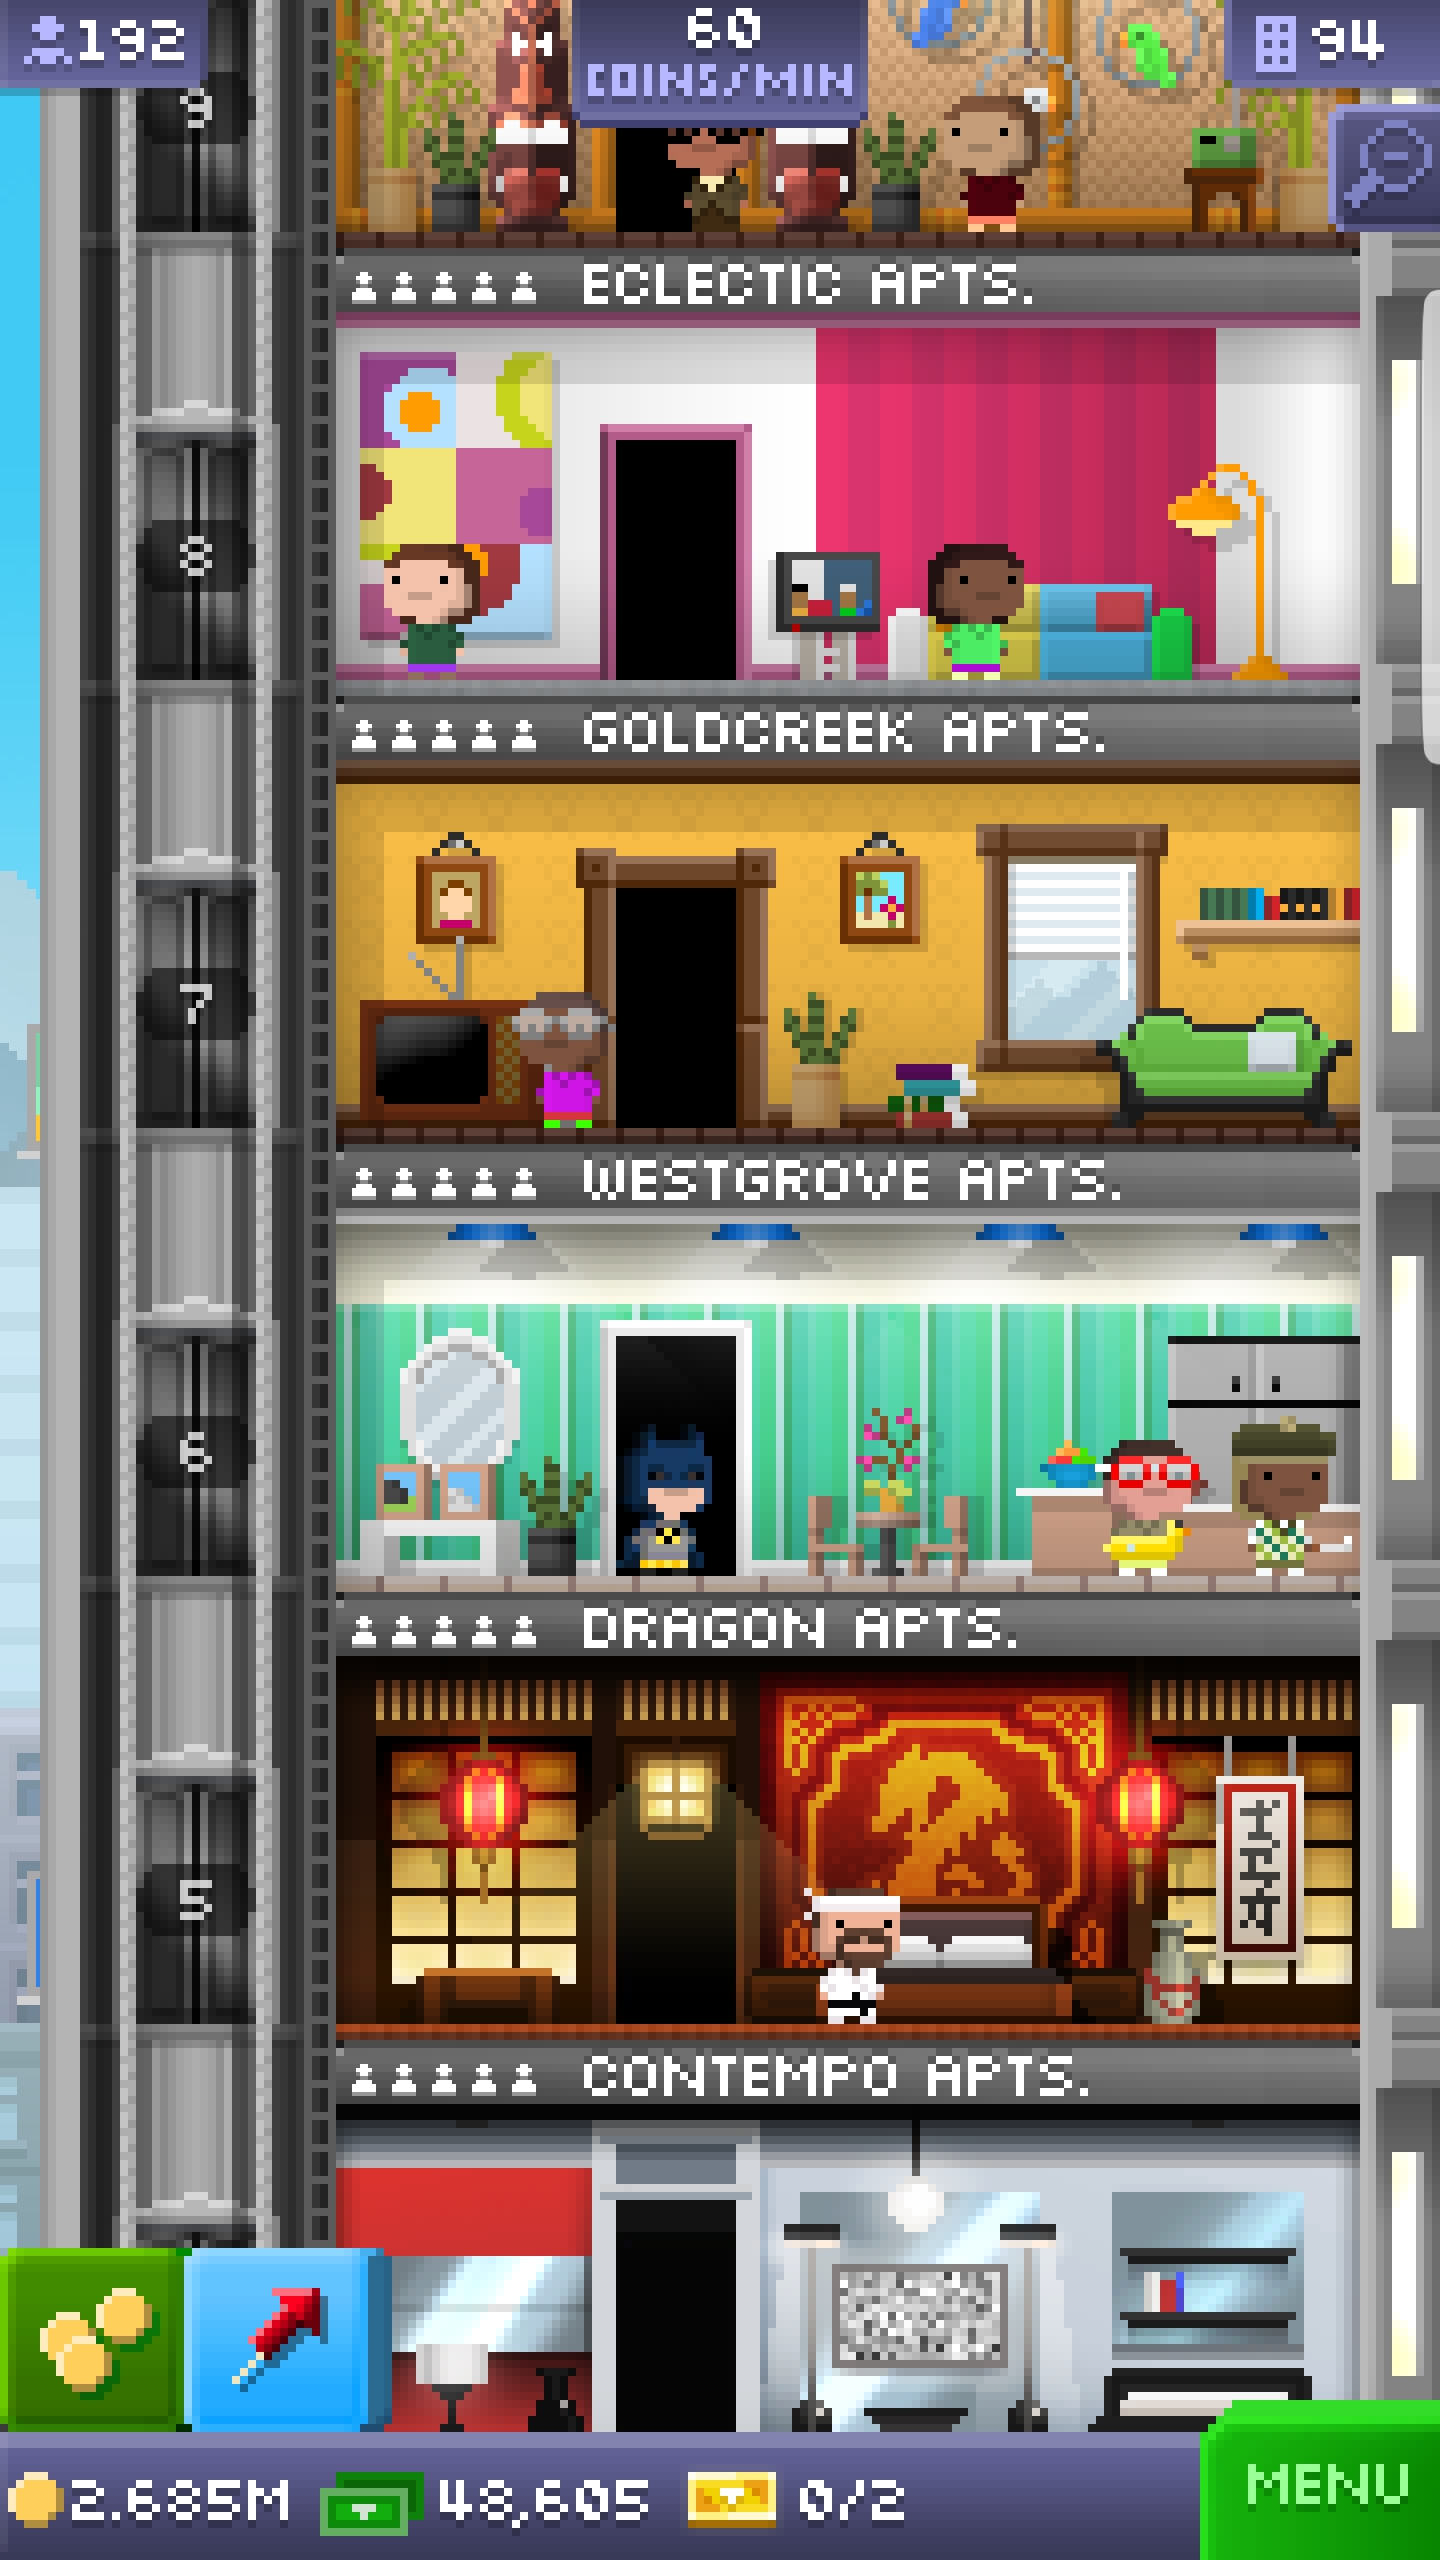 192
60
COINS/MIN
94
9
ECLECTIC APTS.
8
GOLDCREEK APTS.
7
WESTGROVE APTS.
6
DRAGON APTS.
5
CONTEMPO APTS.
2.685M
48,605
0/2
MENU